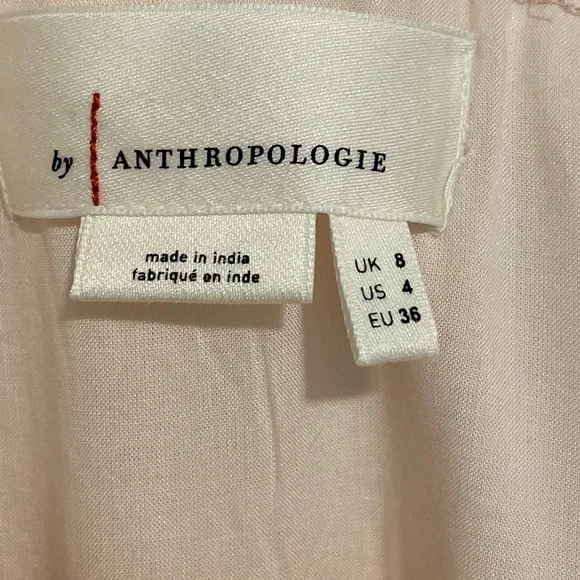 by ANTHROPOLOGIE
made in india
fabriqué en inde
UK 8
US 4
EU 36